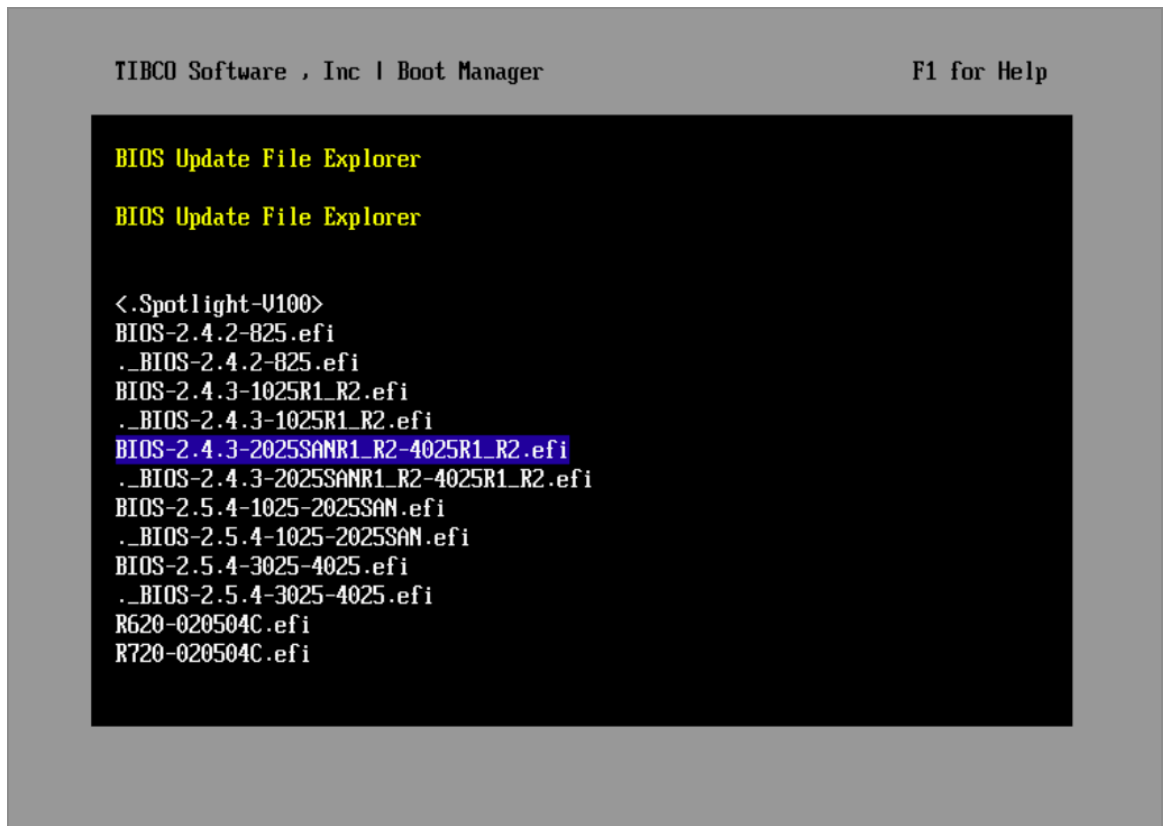 TIBCO Software , Inc | Boot Manager F1 for Help
BIOS Update File Explorer
BIOS Update File Explorer
<.Spotlight-V100>
BIOS-2.4.2-825.efi
._BIOS-2.4.2-825.efi
BIOS-2.4.3-1025R1_R2.efi
._BIOS-2.4.3-1025R1_R2.efi
BIOS-2.4.3-2025SANR1_R2-4025R1_R2.efi
._BIOS-2.4.3-2025SANR1_R2-4025R1_R2.efi
BIOS-2.5.4-1025-2025SAN.efi
._BIOS-2.5.4-1025-2025SAN.efi
BIOS-2.5.4-3025-4025.efi
._BIOS-2.5.4-3025-4025.efi
R620-020504C.efi
R720-020504C.efi